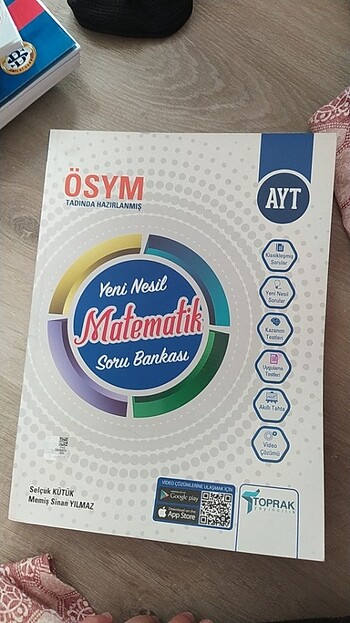 ÖSYM
TADINDA HAZIRLANMIŞ
AYT
Yeni Nesil
Matematik
Soru Bankası
Klasikleşmiş
Sorular
Yeni Nesil
Sorular
Kazanım
Testleri
Uygulama
Testleri
Akıllı Tahta
Video
Çözümü
Selçuk KÜTÜK
Memiş Sinan YILMAZ
VİDEO ÇÖZÜMLERİNE ULAŞMAK İÇİN
Google play
App Store
TOPRAK